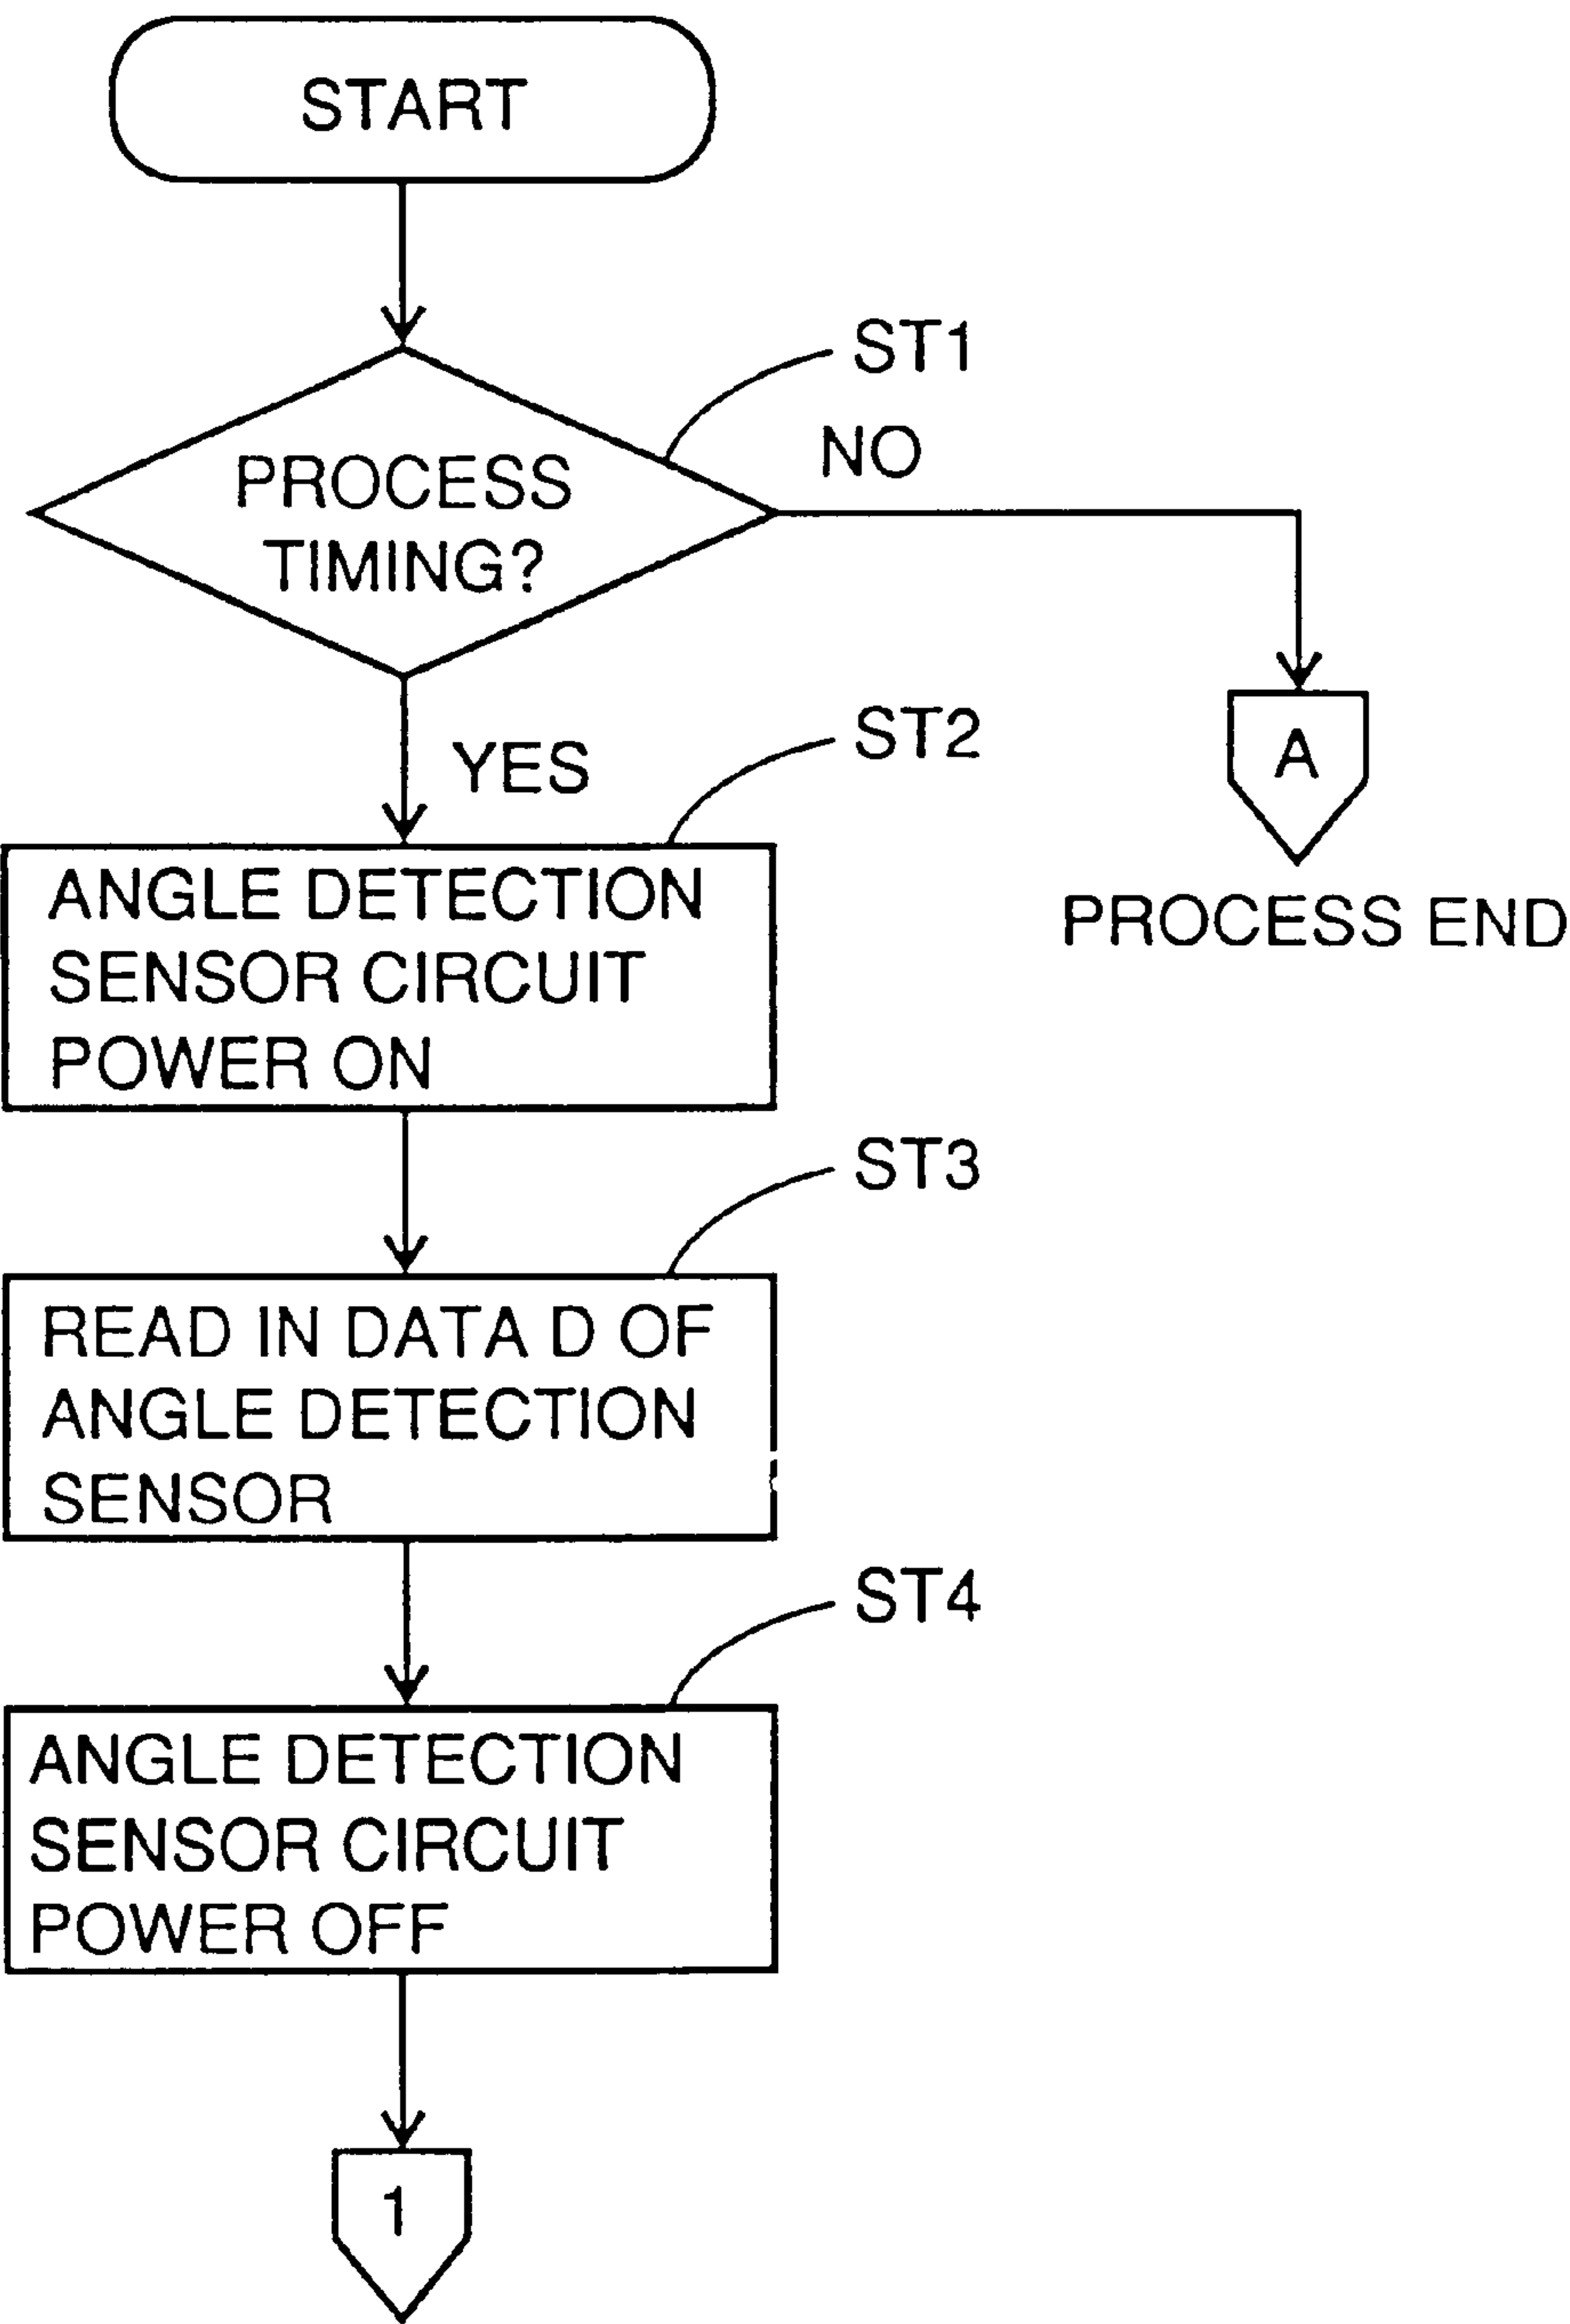 START
ST1
NO
PROCESS
TIMING?
YES
ST2
A
PROCESS END
ANGLE DETECTION
SENSOR CIRCUIT
POWER ON
ST3
READ IN DATA D OF
ANGLE DETECTION
SENSOR
ST4
ANGLE DETECTION
SENSOR CIRCUIT
POWER OFF
1